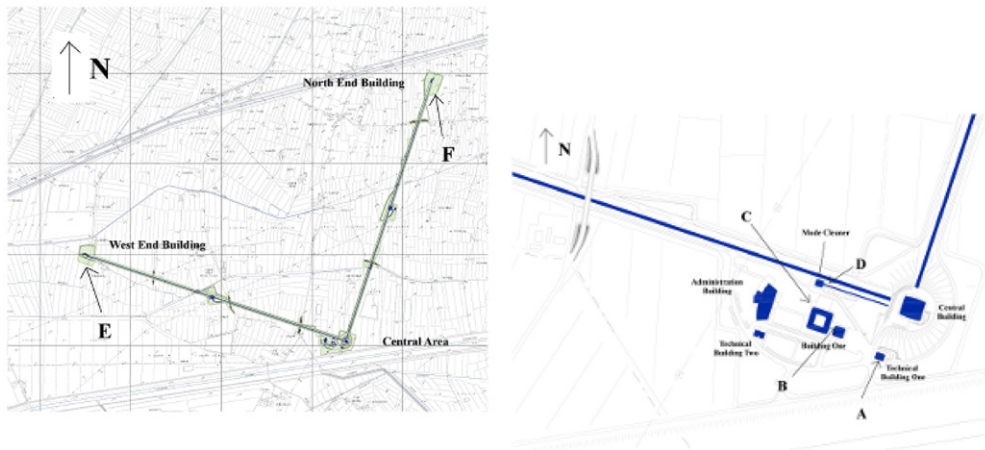 N
North End Building
F
West End Building
E
Central Area
N
C
Mode Cleaner
D
Administration
Building
Central
Building
Technical
Building Two
Building One
Technical
Building One
B
A